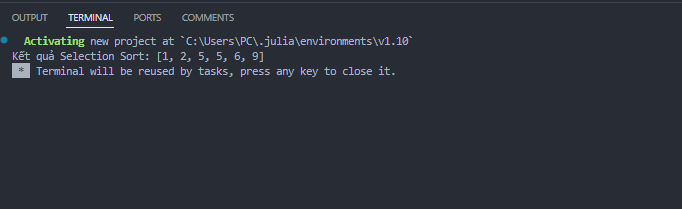 OUTPUT TERMINAL PORTS COMMENTS
Activating new project at `C:\Users\PC\.julia\environments\v1.10`
Kết quả Selection Sort: [1, 2, 5, 5, 6, 9]
* Terminal will be reused by tasks, press any key to close it.